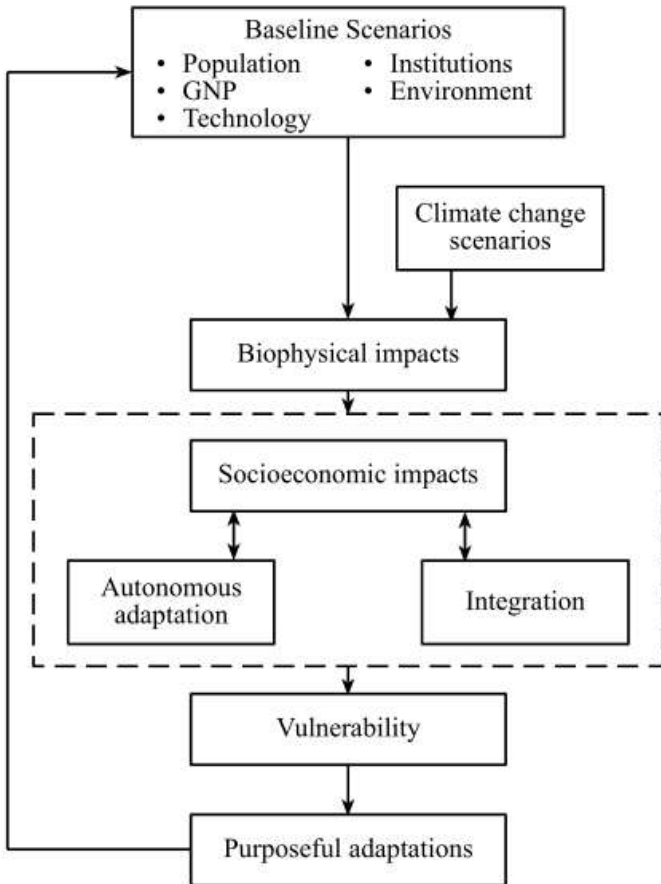 Baseline Scenarios
• Population • Institutions
• GNP • Environment
• Technology
Climate change
scenarios
Biophysical impacts
Socioeconomic impacts
Autonomous
adaptation
Integration
Vulnerability
Purposeful adaptations